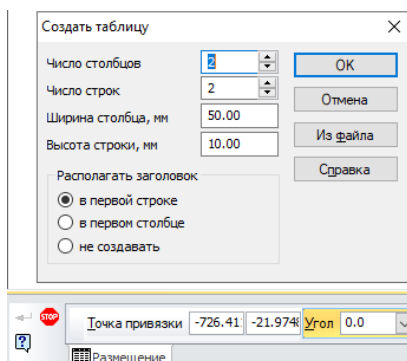 Создать таблицу
Число столбцов 2 OK
Число строк 2 Отмена
Ширина столбца, мм 50.00
Высота строки, мм 10.00 Из файла
Справка
Располагать заголовок
в первой строке
в первом столбце
не создавать
STOP Точка привязки -726.41 -21.974 Угол 0.0
Размещение